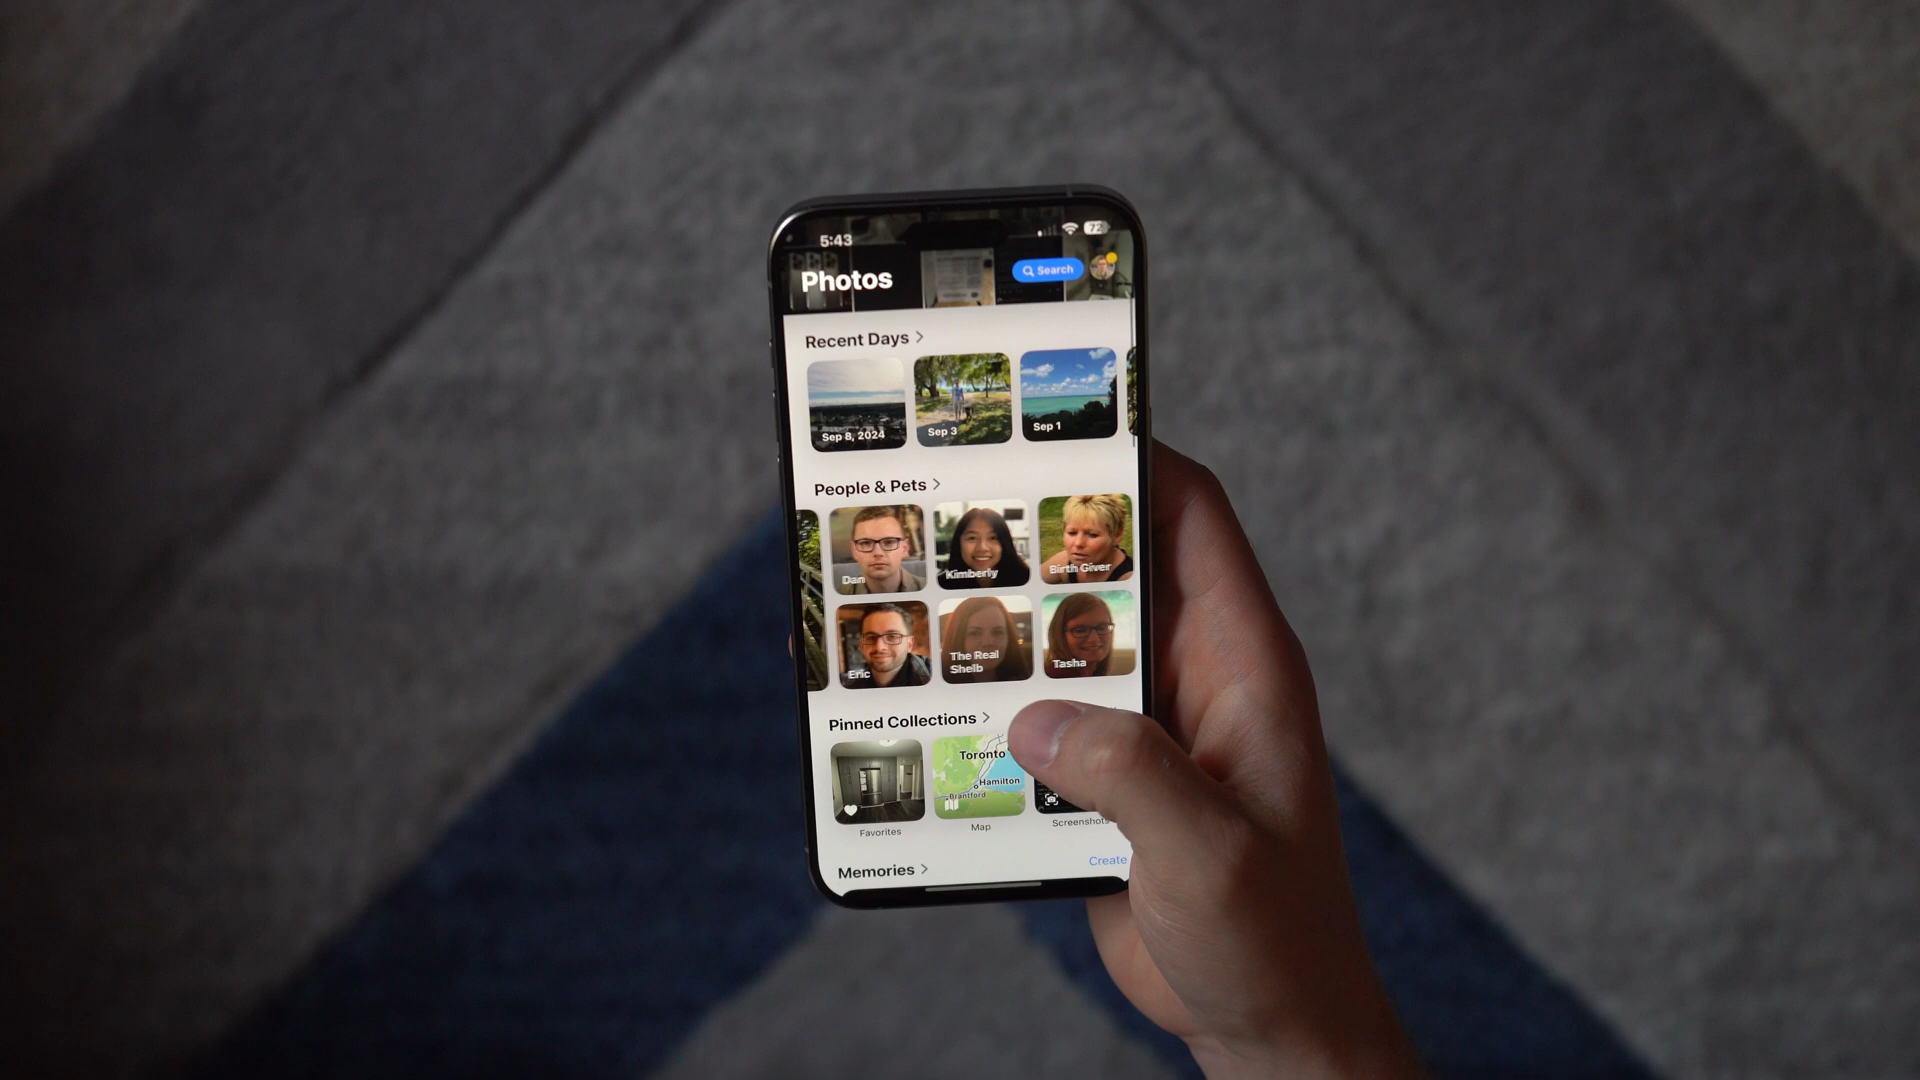 5:43
72
Photos
Search
Recent Days
Sep 8, 2024
Sep 3
Sep 1
People & Pets
Dan
Kimberly
Birth Giver
Eric
The Real
Shelb
Tasha
Pinned Collections
Toronto
Hamilton
Brantford
Favorites
Map
Screenshots
Memories
Create